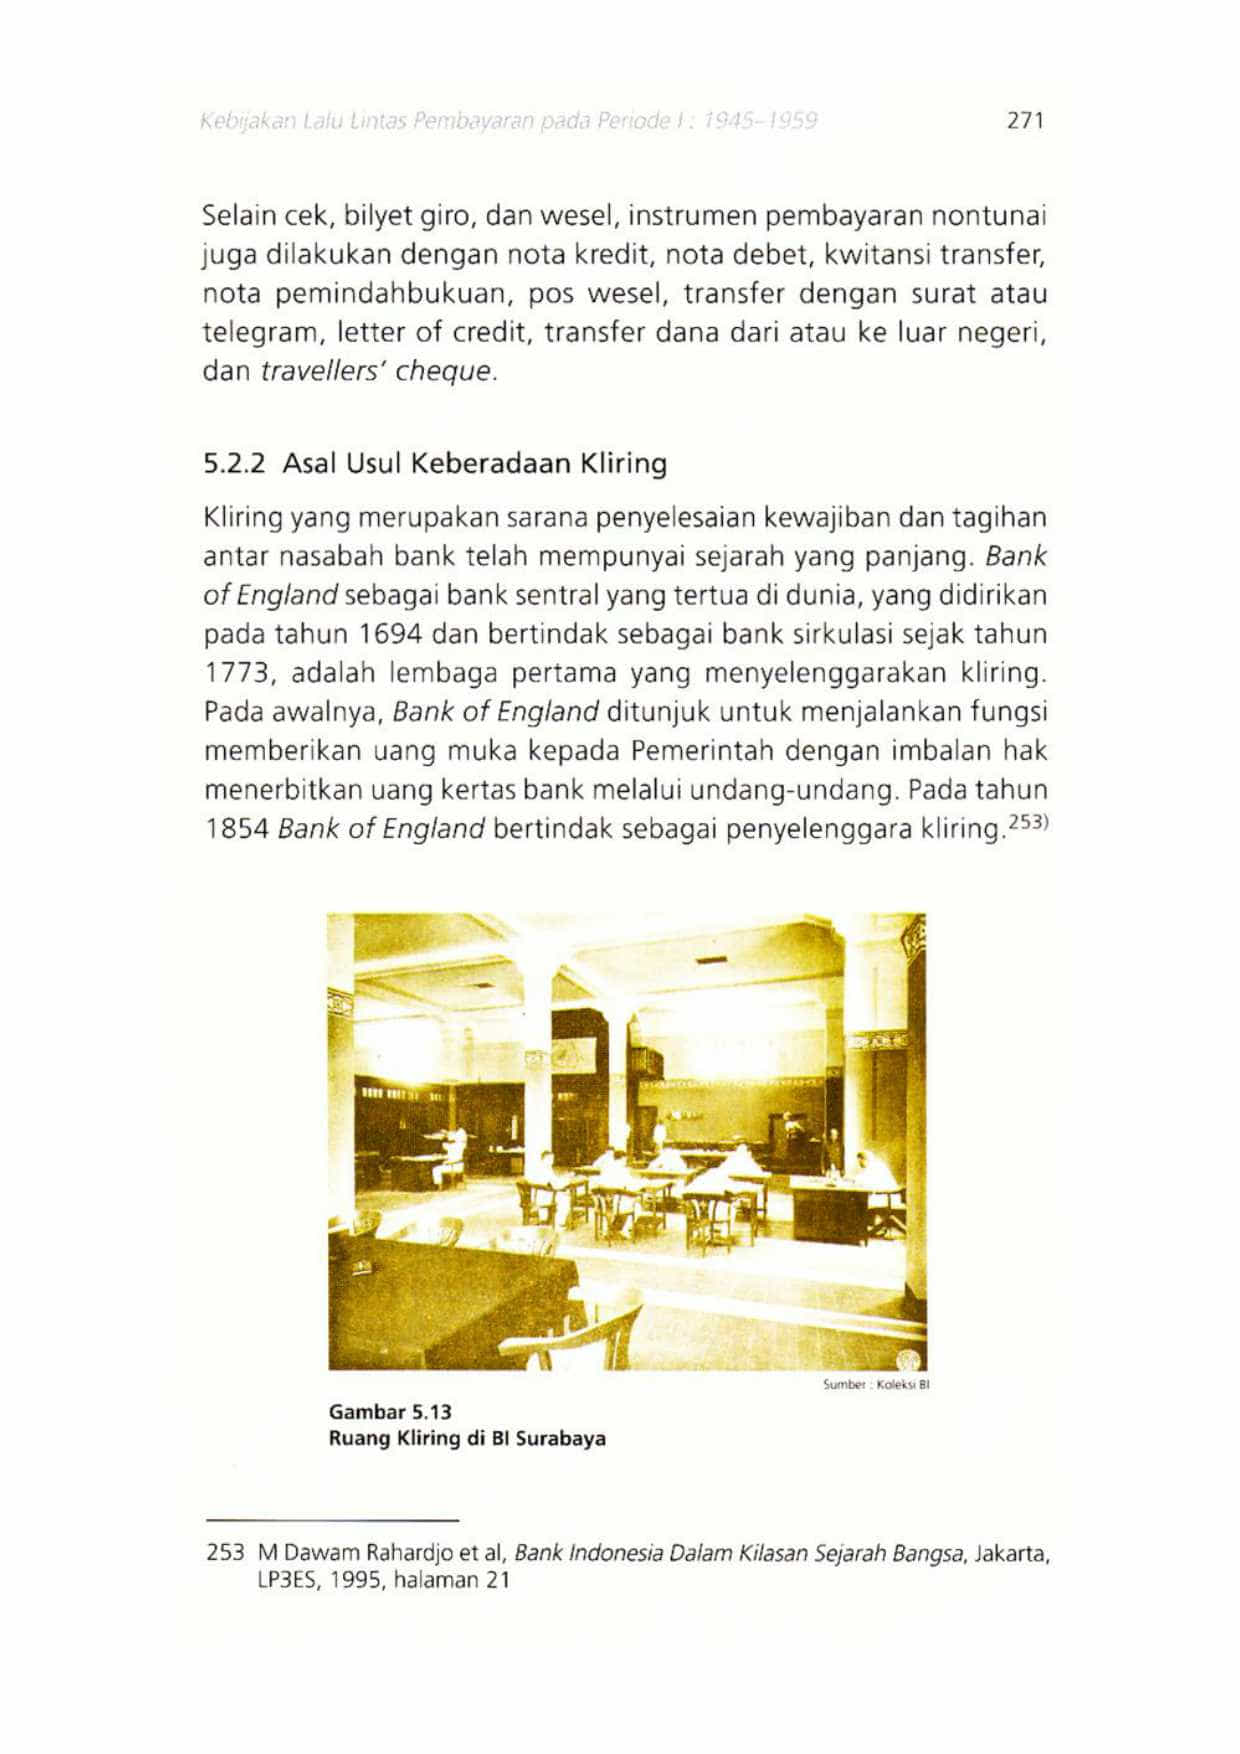 Kebijakan Lalu Lintas Pembayaran pada Periode I : 1945–1959 271
Selain cek, bilyet giro, dan wesel, instrumen pembayaran nontunai
juga dilakukan dengan nota kredit, nota debet, kwitansi transfer,
nota pemindahbukuan, pos wesel, transfer dengan surat atau
telegram, letter of credit, transfer dana dari atau ke luar negeri,
dan travellers' cheque.
5.2.2 Asal Usul Keberadaan Kliring
Kliring yang merupakan sarana penyelesaian kewajiban dan tagihan
antar nasabah bank telah mempunyai sejarah yang panjang. Bank
of England sebagai bank sentral yang tertua di dunia, yang didirikan
pada tahun 1694 dan bertindak sebagai bank sirkulasi sejak tahun
1773, adalah lembaga pertama yang menyelenggarakan kliring.
Pada awalnya, Bank of England ditunjuk untuk menjalankan fungsi
memberikan uang muka kepada Pemerintah dengan imbalan hak
menerbitkan uang kertas bank melalui undang-undang. Pada tahun
1854 Bank of England bertindak sebagai penyelenggara kliring.253)
Sumber : Koleksi BI
Gambar 5.13
Ruang Kliring di BI Surabaya
253 M Dawam Rahardjo et al, Bank Indonesia Dalam Kilasan Sejarah Bangsa, Jakarta,
LP3ES, 1995, halaman 21